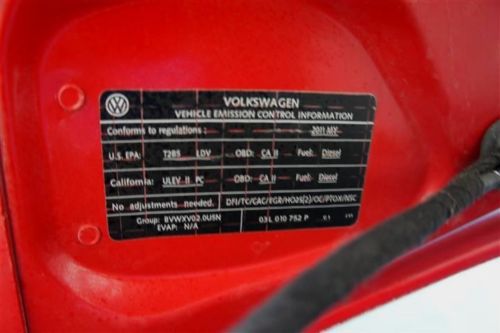 VOLKSWAGEN
VEHICLE EMISSION CONTROL INFORMATION
Conforms to regulations : 2011 MY
U.S. EPA: T2B5 LDV OBD: CA II Fuel: Diesel
California: ULEV II PC OBD: CA II Fuel: Diesel
No adjustments needed. DFI/TC/CAC/EGR/HO2S(2)/OC/PTOX/NSC
Group: BVWXV02.0U5N 03L 010 752 P
EVAP: N/A